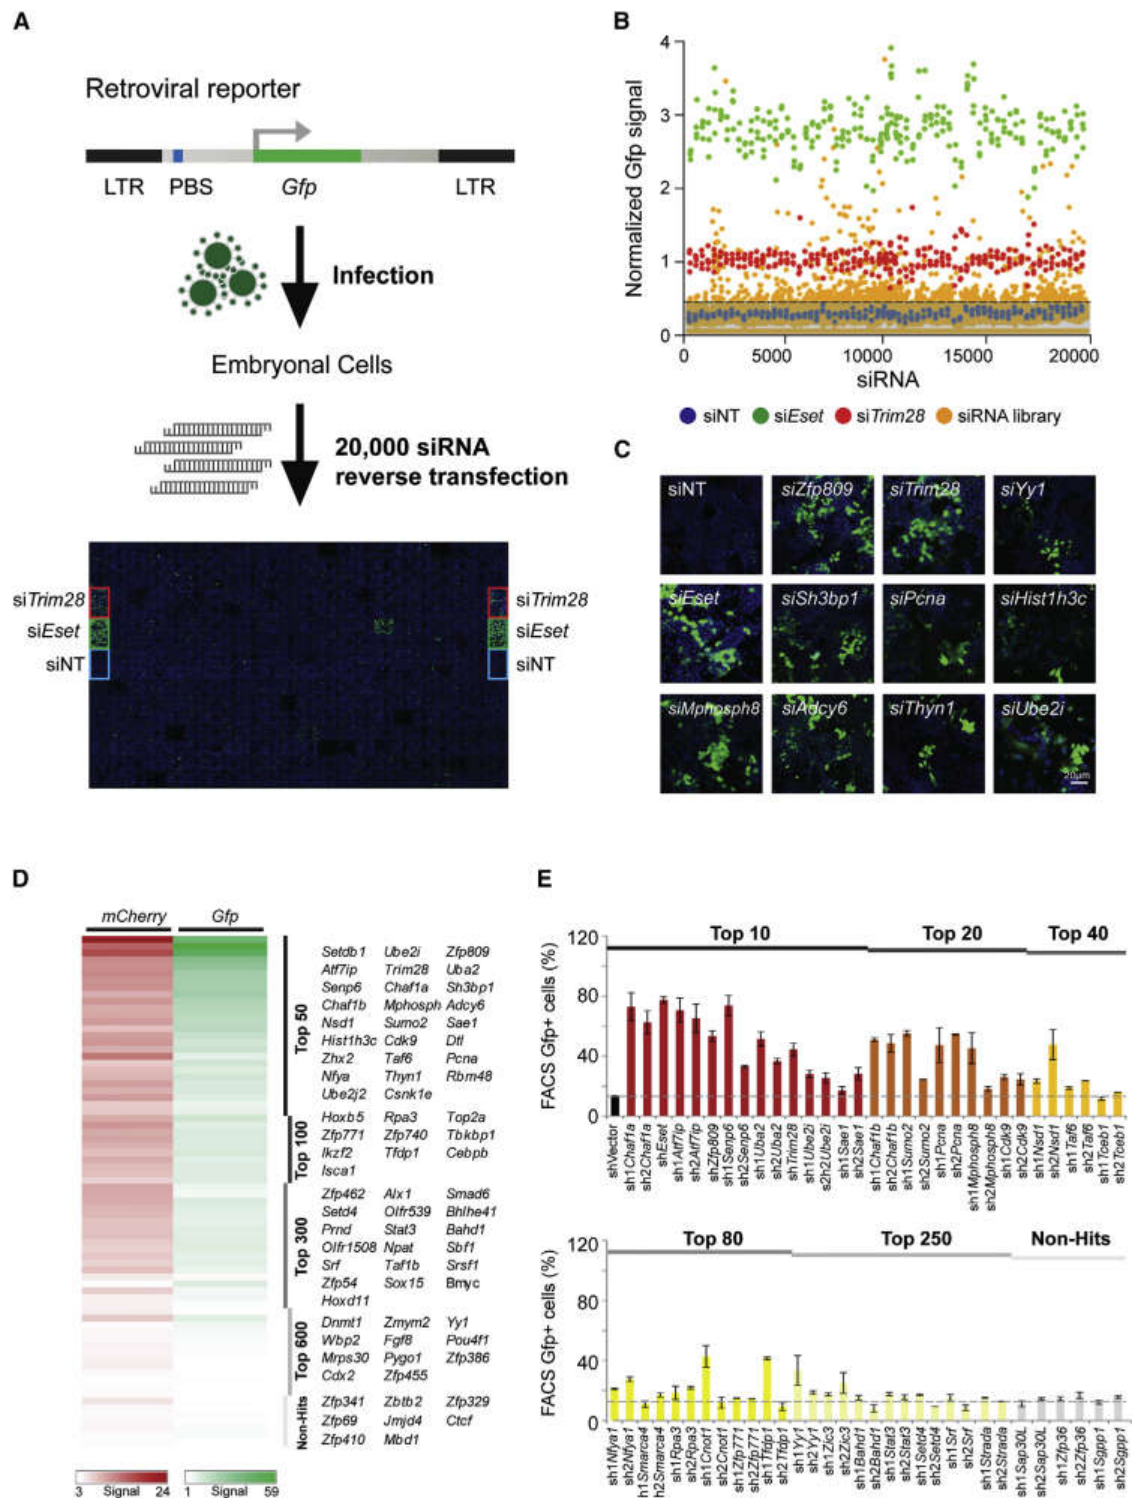 A
Retroviral reporter
LTR PBS Gfp LTR
Infection
Embryonal Cells
20,000 siRNA
reverse transfection
siTrim28 siTrim28
siEset siEset
siNT siNT
B
Normalized Gfp signal
4
3
2
1
0
0 5000 10000 15000 20000
siRNA
siNT siEset siTrim28 siRNA library
C
siNT siZfp809 siTrim28 siYy1
siEset siSh3bp1 siPcna siHist1h3c
siMphosph8 siAdcy6 siThyn1 siUbe2i
20µm
D
mCherry Gfp
Top 50
Setdb1 Ube2i Zfp809
Atf7ip Trim28 Uba2
Senp6 Chaf1a Sh3bp1
Chaf1b Mphosph Adcy6
Nsd1 Sumo2 Sae1
Hist1h3c Cdk9 Dtl
Zhx2 Taf6 Pcna
Nfya Thyn1 Rbm48
Ube2j2 Csnk1e
Top 100
Hoxb5 Rpa3 Top2a
Zfp771 Zfp740 Tbkbp1
Ikzf2 Tfdp1 Cebpb
Isca1
Top 300
Zfp462 Alx1 Smad6
Setd4 Olfr539 Bhlhe41
Prnd Stat3 Bahd1
Olfr1508 Npat Sbf1
Srf Taf1b Srsf1
Zfp54 Sox15 Bmyc
Hoxd11
Top 600
Dnmt1 Zmym2 Yy1
Wbp2 Fgf8 Pou4f1
Mrps30 Pygo1 Zfp386
Cdx2 Zfp455
Non-Hits
Zfp341 Zbtb2 Zfp329
Zfp69 Jmjd4 Ctcf
Zfp410 Mbd1
3 Signal 24
1 Signal 59
E
Top 10 Top 20 Top 40
FACS Gfp+ cells (%)
120
80
40
0
shVector
sh1Chaf1a
sh2Chaf1a
shEset
sh1Atf7ip
sh2Atf7ip
shZfp809
sh1Senp6
sh2Senp6
sh1Uba2
sh2Uba2
shTrim28
sh1Ube2i
s2h2Ube2i
sh1Sae1
sh2Sae1
sh1Chaf1b
sh2Chaf1b
sh1Sumo2
sh2Sumo2
sh1Pcna
sh2Pcna
sh1Mphosph8
sh2Mphosph8
sh1Cdk9
sh2Cdk9
sh1Nsd1
sh2Nsd1
sh1Taf6
sh2Taf6
sh1Toeb1
sh2Toeb1
Top 80 Top 250 Non-Hits
FACS Gfp+ cells (%)
120
80
40
0
sh1Nfya1
sh2Nfya1
h1Smarca4
h2Smarca4
sh1Rpa3
sh2Rpa3
sh1Cnot1
sh2Cnot1
sh1Zfp771
sh2Zfp771
sh1Tfdp1
sh2Tfdp1
sh1Yy1
sh2Yy1
sh1Zic3
sh2Zic3
sh1Bahd1
sh2Bahd1
sh1Stat3
sh2Stat3
sh1Setd4
sh2Setd4
sh1Srf
sh2Srf
sh1Strada
sh2Strada
sh1Sap30L
sh2Sap30L
sh1Zfp36
sh2Zfp36
sh1Sgpp1
sh2Sgpp1